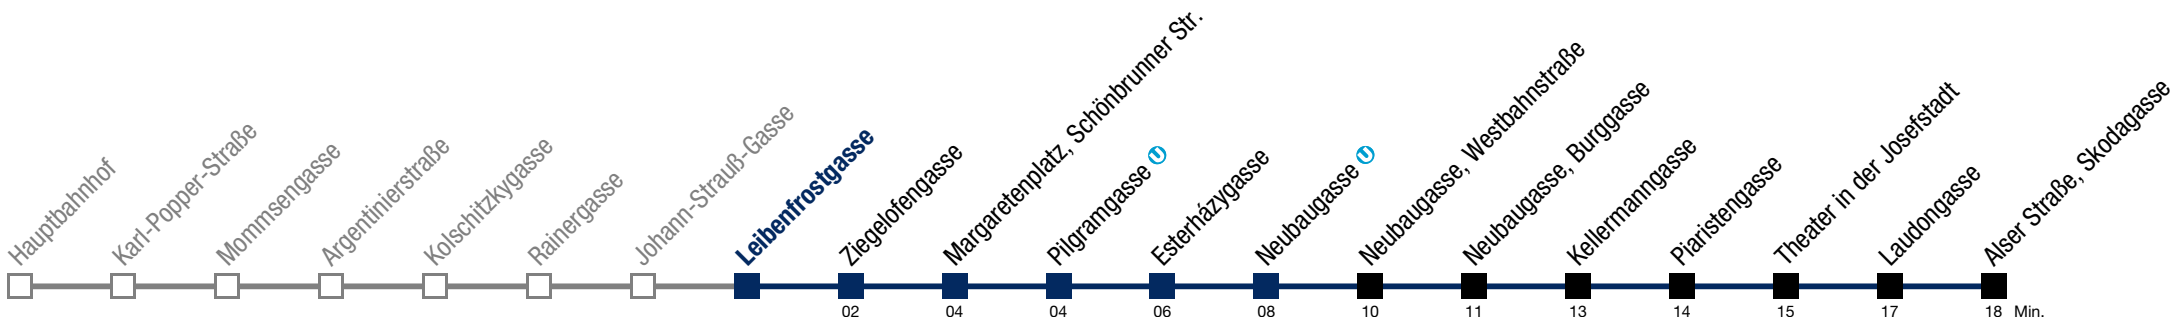 Hauptbahnhof
Karl-Popper-Straße
Mommsengasse
Argentinierstraße
Kolschitzkygasse
Rainergasse
Johann-Strauß-Gasse
Leibenfrostgasse
Ziegelofengasse
Margaretenplatz, Schönbrunner Str.
Pilgramgasse U
Esterházygasse
Neubaugasse U
Neubaugasse, Westbahnstraße
Neubaugasse, Burggasse
Kellermanngasse
Piaristengasse
Theater in der Josefstadt
Laudongasse
Alser Straße, Skodagasse
02 04 04 06 08 10 11 13 14 15 17 18 Min.